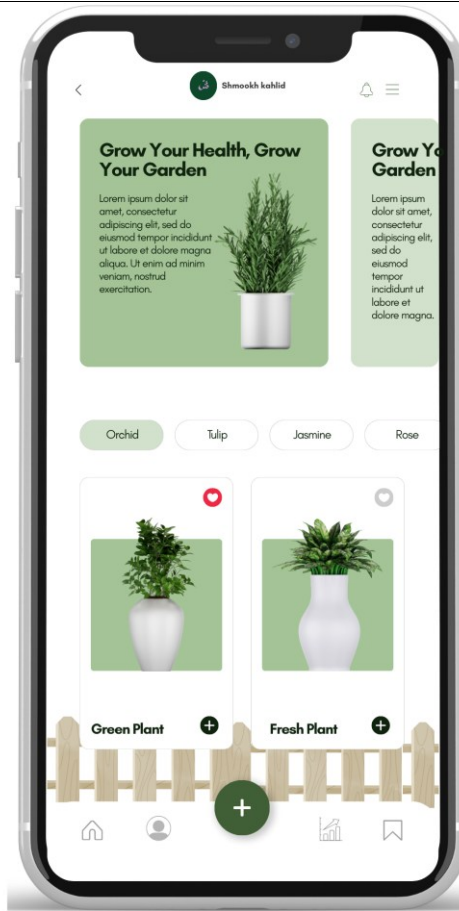 Shmookh kahlid
Grow Your Health, Grow
Your Garden
Lorem ipsum dolor sit
amet, consectetur
adipiscing elit, sed do
eiusmod tempor incididunt
ut labore et dolore magna
aliqua. Ut enim ad minim
veniam, nostrud
exercitation.
Grow Yo
Garden
Lorem ipsum
dolor sit amet,
consectetur
adipiscing elit,
sed do
eiusmod
tempor
incididunt ut
labore et
dolore magna.
Orchid
Tulip
Jasmine
Rose
Green Plant
Fresh Plant